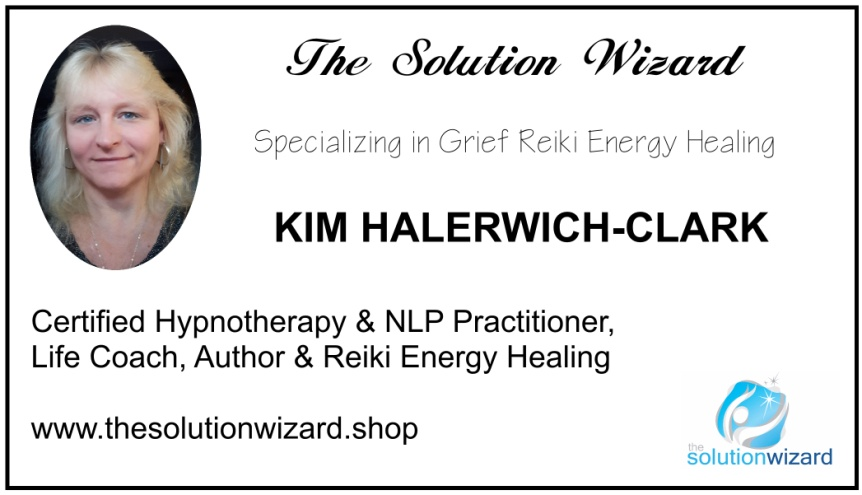 The Solution Wizard
Specializing in Grief Reiki Energy Healing
KIM HALERWICH-CLARK
Certified Hypnotherapy & NLP Practitioner,
Life Coach, Author & Reiki Energy Healing
www.thesolutionwizard.shop
the
solutionwizard